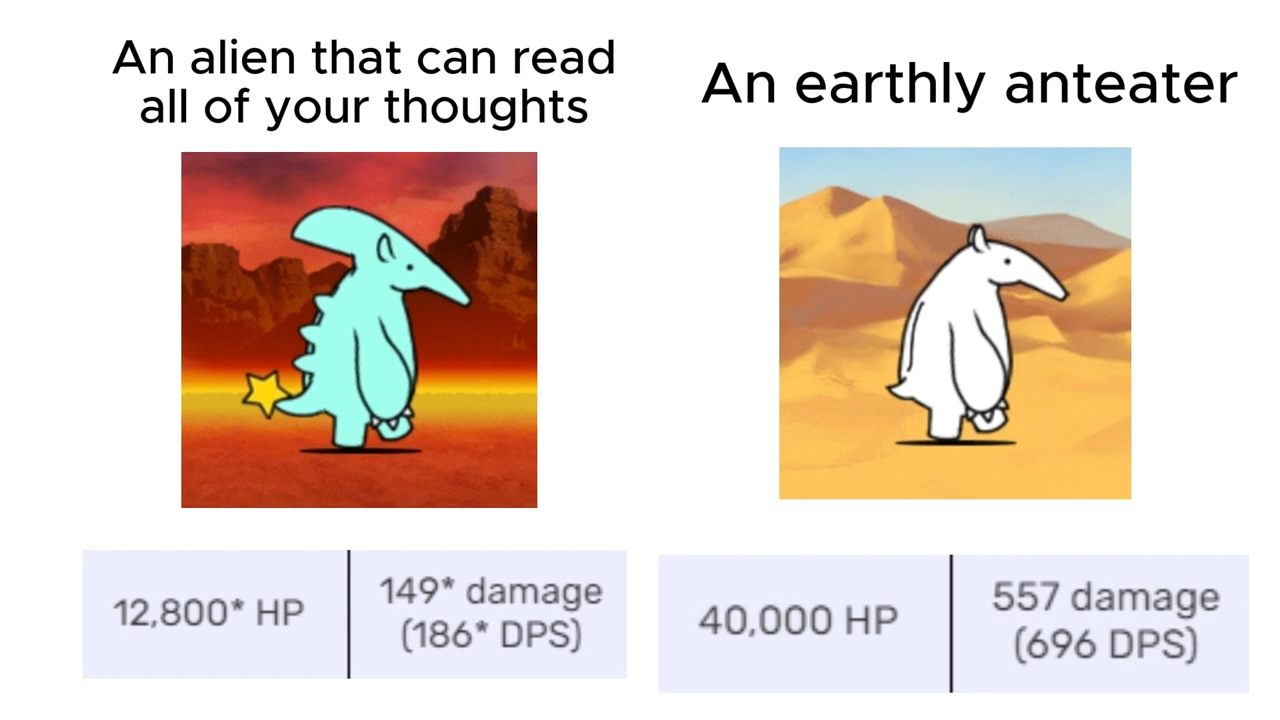 An alien that can read
all of your thoughts
An earthly anteater
12,800* HP
149* damage
(186* DPS)
40,000 HP
557 damage
(696 DPS)